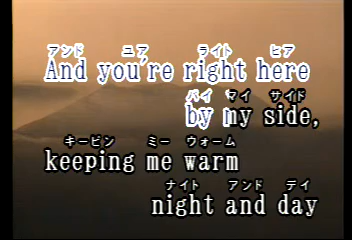 アンド ユア ライト ヒア
And you're right here
バイ マイ サイド
by my side,
キーピン ミー ウォーム
keeping me warm
ナイト アンド デイ
night and day